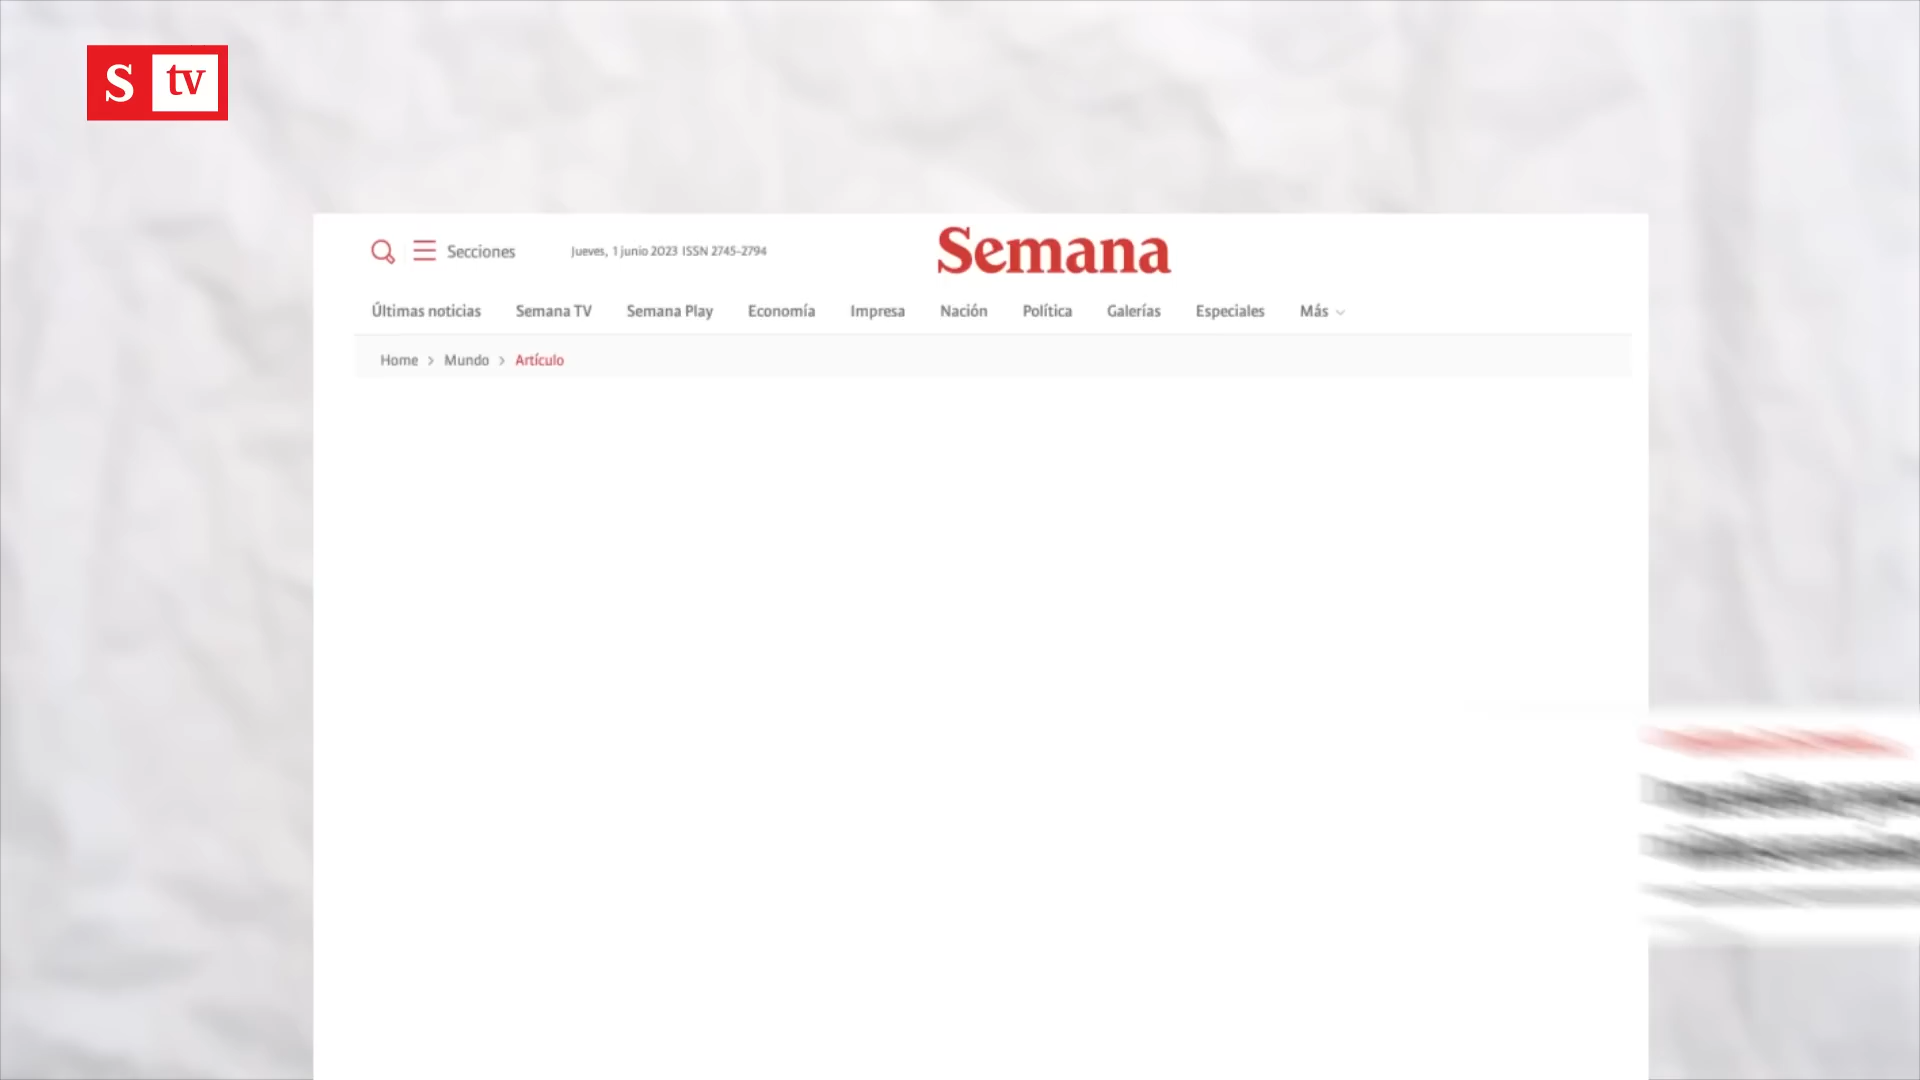 S tv
Secciones Jueves, 1 junio 2023 ISSN 2745-2794 Semana
Últimas noticias Semana TV Semana Play Economía Impresa Nación Política Galerías Especiales Más
Home > Mundo > Artículo